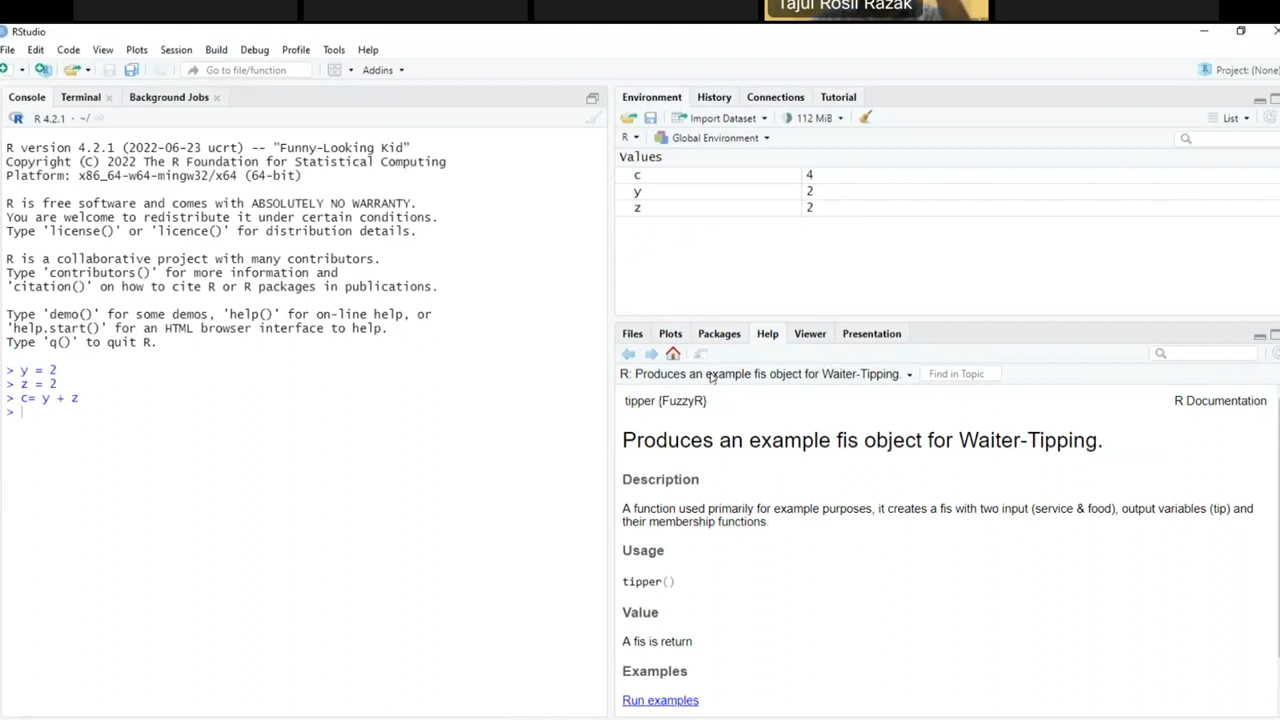 Tajul Rosli Razak
RStudio
File Edit Code View Plots Session Build Debug Profile Tools Help
Go to file/function Addins Project: (None)
Console Terminal Background Jobs
R 4.2.1 · ~/
R version 4.2.1 (2022-06-23 ucrt) -- "Funny-Looking Kid"
Copyright (C) 2022 The R Foundation for Statistical Computing
Platform: x86_64-w64-mingw32/x64 (64-bit)
R is free software and comes with ABSOLUTELY NO WARRANTY.
You are welcome to redistribute it under certain conditions.
Type 'license()' or 'licence()' for distribution details.
R is a collaborative project with many contributors.
Type 'contributors()' for more information and
'citation()' on how to cite R or R packages in publications.
Type 'demo()' for some demos, 'help()' for on-line help, or
'help.start()' for an HTML browser interface to help.
Type 'q()' to quit R.
> y = 2
> z = 2
> c= y + z
>
Environment History Connections Tutorial
Import Dataset 112 MiB List
R Global Environment
Values
c 4
y 2
z 2
Files Plots Packages Help Viewer Presentation
R: Produces an example fis object for Waiter-Tipping. Find in Topic
tipper {FuzzyR} R Documentation
Produces an example fis object for Waiter-Tipping.
Description
A function used primarily for example purposes, it creates a fis with two input (service & food), output variables (tip) and
their membership functions.
Usage
tipper()
Value
A fis is return
Examples
Run examples